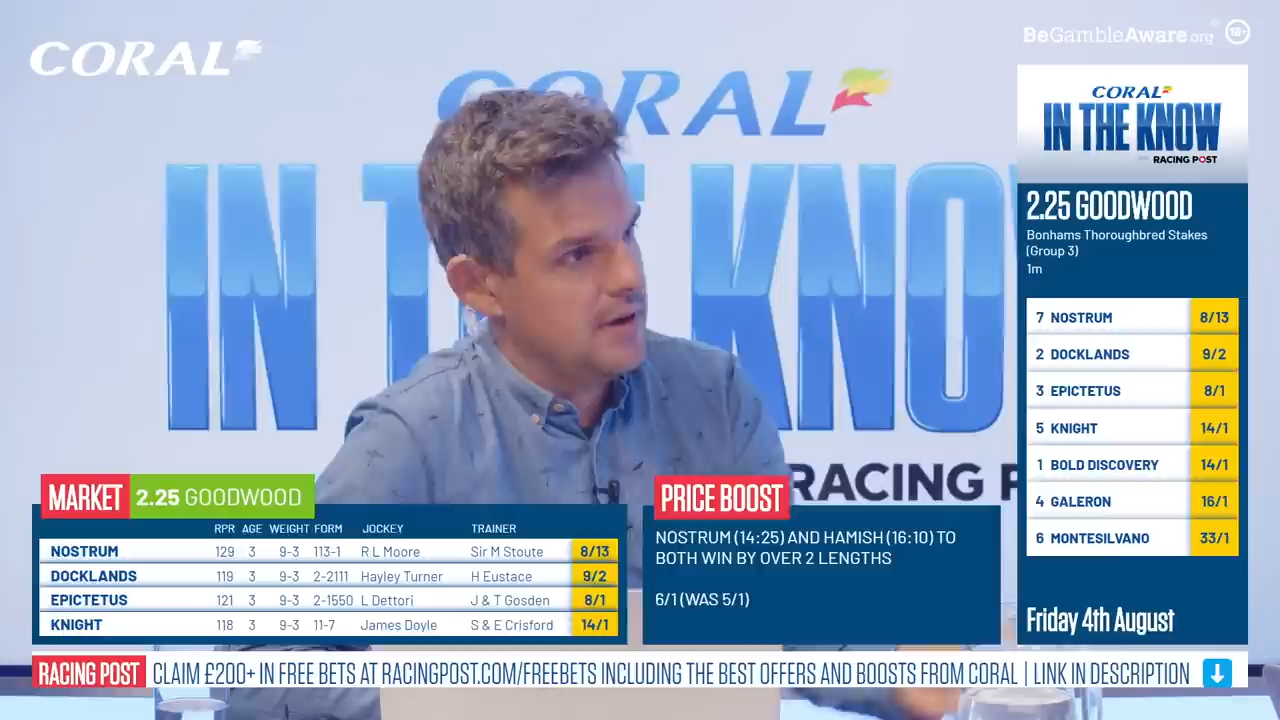 CORAL
BeGambleAware.org 18+
CORAL
IN THE KNOW
RACING P
CORAL
IN THE KNOW
RACING POST
2.25 GOODWOOD
Bonhams Thoroughbred Stakes
(Group 3)
1m
7 NOSTRUM 8/13
2 DOCKLANDS 9/2
3 EPICTETUS 8/1
5 KNIGHT 14/1
1 BOLD DISCOVERY 14/1
4 GALERON 16/1
6 MONTESILVANO 33/1
Friday 4th August
MARKET 2.25 GOODWOOD
RPR AGE WEIGHT FORM JOCKEY TRAINER
NOSTRUM 129 3 9-3 113-1 R L Moore Sir M Stoute 8/13
DOCKLANDS 119 3 9-3 2-2111 Hayley Turner H Eustace 9/2
EPICTETUS 121 3 9-3 2-1550 L Dettori J & T Gosden 8/1
KNIGHT 118 3 9-3 11-7 James Doyle S & E Crisford 14/1
PRICE BOOST
NOSTRUM (14:25) AND HAMISH (16:10) TO
BOTH WIN BY OVER 2 LENGTHS
6/1 (WAS 5/1)
RACING POST CLAIM £200+ IN FREE BETS AT RACINGPOST.COM/FREEBETS INCLUDING THE BEST OFFERS AND BOOSTS FROM CORAL | LINK IN DESCRIPTION